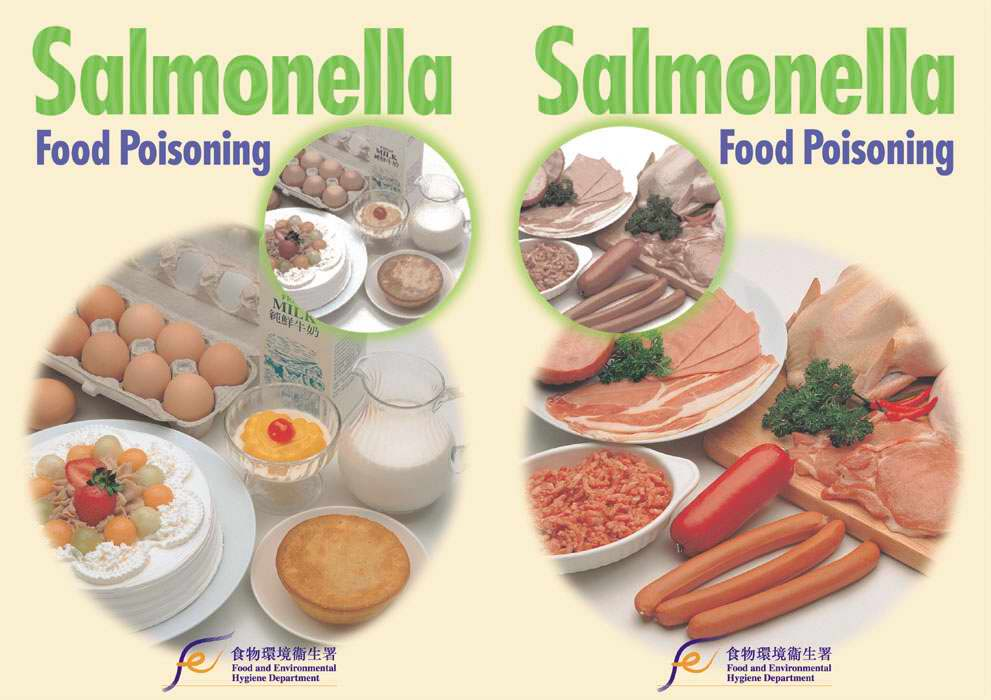 Salmonella
Food Poisoning
MILK
純鮮牛奶
MILK
純鮮牛奶
食物環境衞生署
Food and Environmental
Hygiene Department
Salmonella
Food Poisoning
食物環境衞生署
Food and Environmental
Hygiene Department